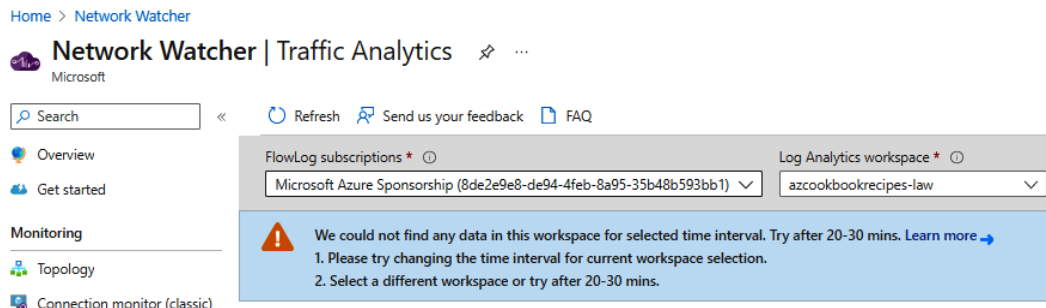 Home > Network Watcher
Network Watcher | Traffic Analytics ...
Microsoft
Search «
Refresh Send us your feedback FAQ
Overview
Get started
Monitoring
Topology
Connection monitor (classic)
FlowLog subscriptions *
Microsoft Azure Sponsorship (8de2e9e8-de94-4feb-8a95-35b48b593bb1)
Log Analytics workspace *
azcookbookrecipes-law
We could not find any data in this workspace for selected time interval. Try after 20-30 mins. Learn more
1. Please try changing the time interval for current workspace selection.
2. Select a different workspace or try after 20-30 mins.